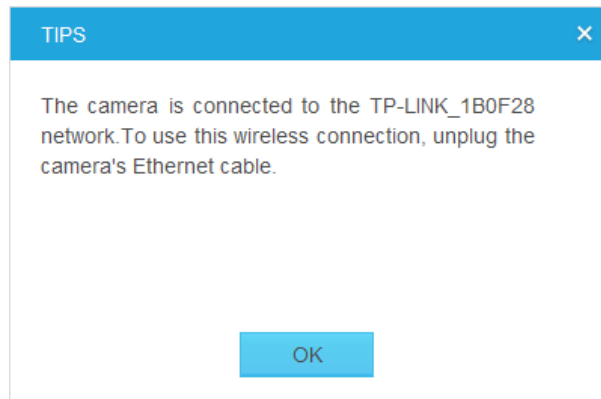 TIPS
The camera is connected to the TP-LINK_1B0F28
network.To use this wireless connection, unplug the
camera's Ethernet cable.
OK